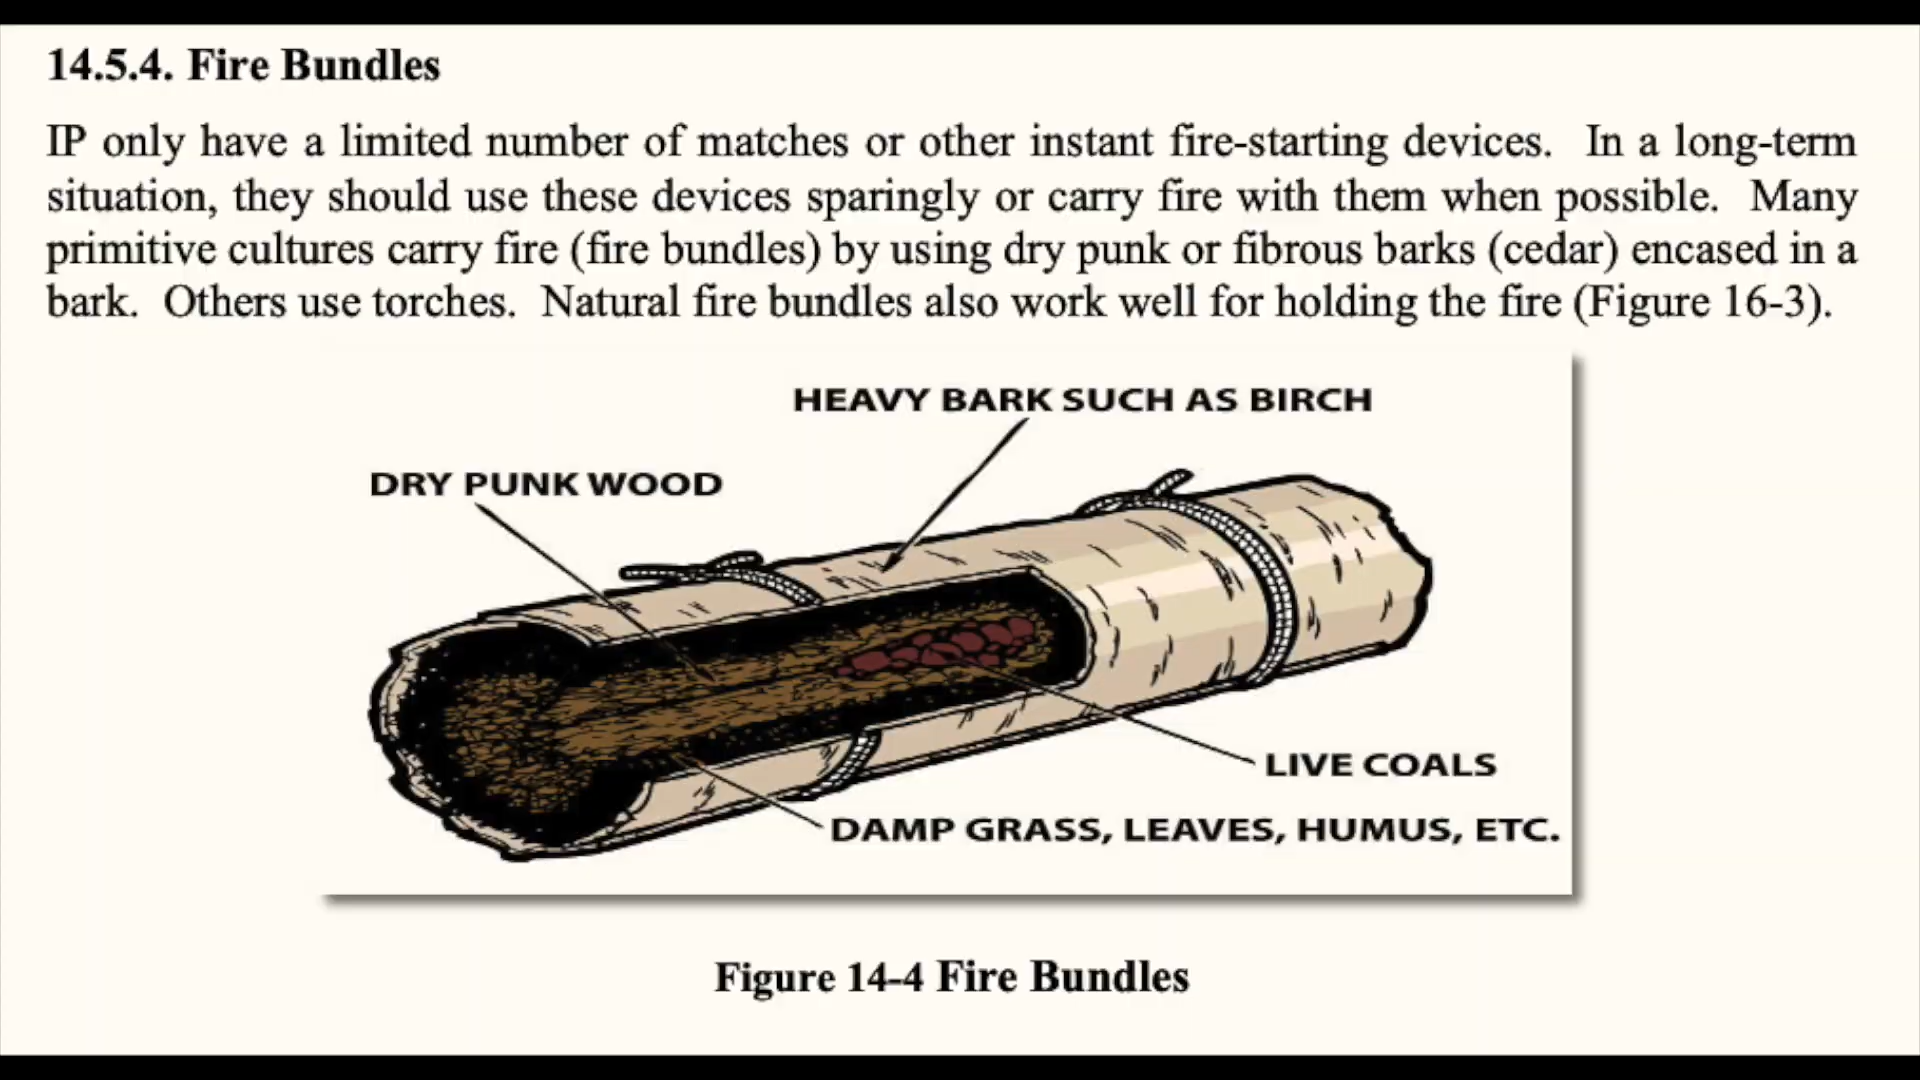 14.5.4. Fire Bundles
IP only have a limited number of matches or other instant fire-starting devices. In a long-term
situation, they should use these devices sparingly or carry fire with them when possible. Many
primitive cultures carry fire (fire bundles) by using dry punk or fibrous barks (cedar) encased in a
bark. Others use torches. Natural fire bundles also work well for holding the fire (Figure 16-3).
HEAVY BARK SUCH AS BIRCH
DRY PUNK WOOD
LIVE COALS
DAMP GRASS, LEAVES, HUMUS, ETC.
Figure 14-4 Fire Bundles